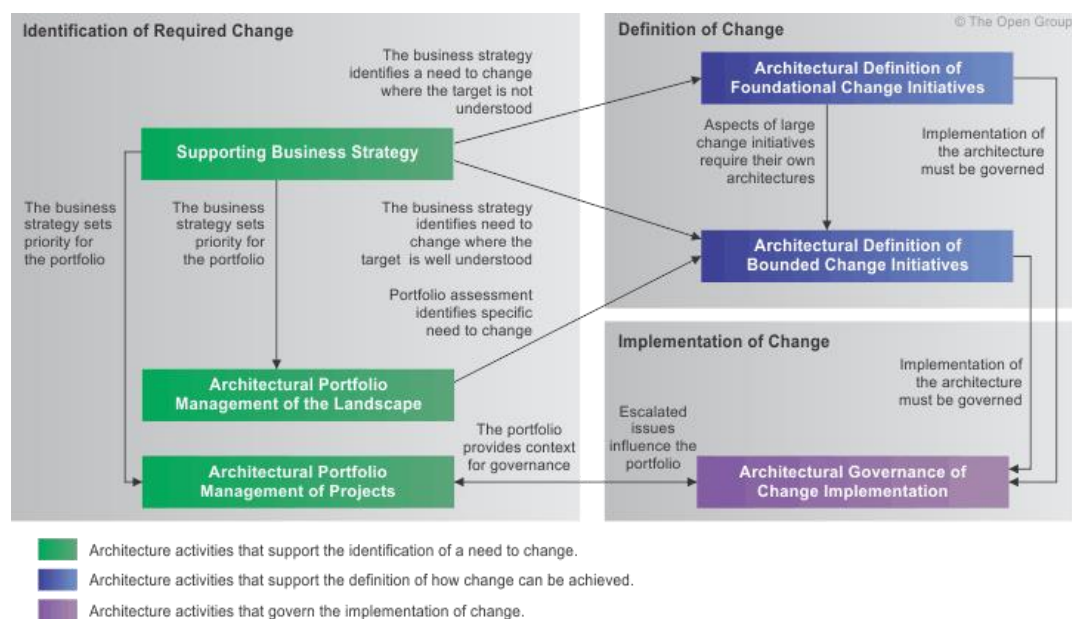 Identification of Required Change
The business strategy
identifies a need to change
where the target is not
understood
Supporting Business Strategy
The business
strategy sets
priority for
the portfolio
The business
strategy sets
priority for
the portfolio
The business strategy
identifies need to
change where the
target is well understood
Portfolio assessment
identifies specific
need to change
Architectural Portfolio
Management of the Landscape
The portfolio
provides context
for governance
Architectural Portfolio
Management of Projects
© The Open Group
Definition of Change
Architectural Definition of
Foundational Change Initiatives
Aspects of large
change initiatives
require their own
architectures
Implementation of
the architecture
must be governed
Architectural Definition of
Bounded Change Initiatives
Implementation of Change
Implementation of
the architecture
must be governed
Escalated
issues
influence the
portfolio
Architectural Governance of
Change Implementation
Architecture activities that support the identification of a need to change.
Architecture activities that support the definition of how change can be achieved.
Architecture activities that govern the implementation of change.